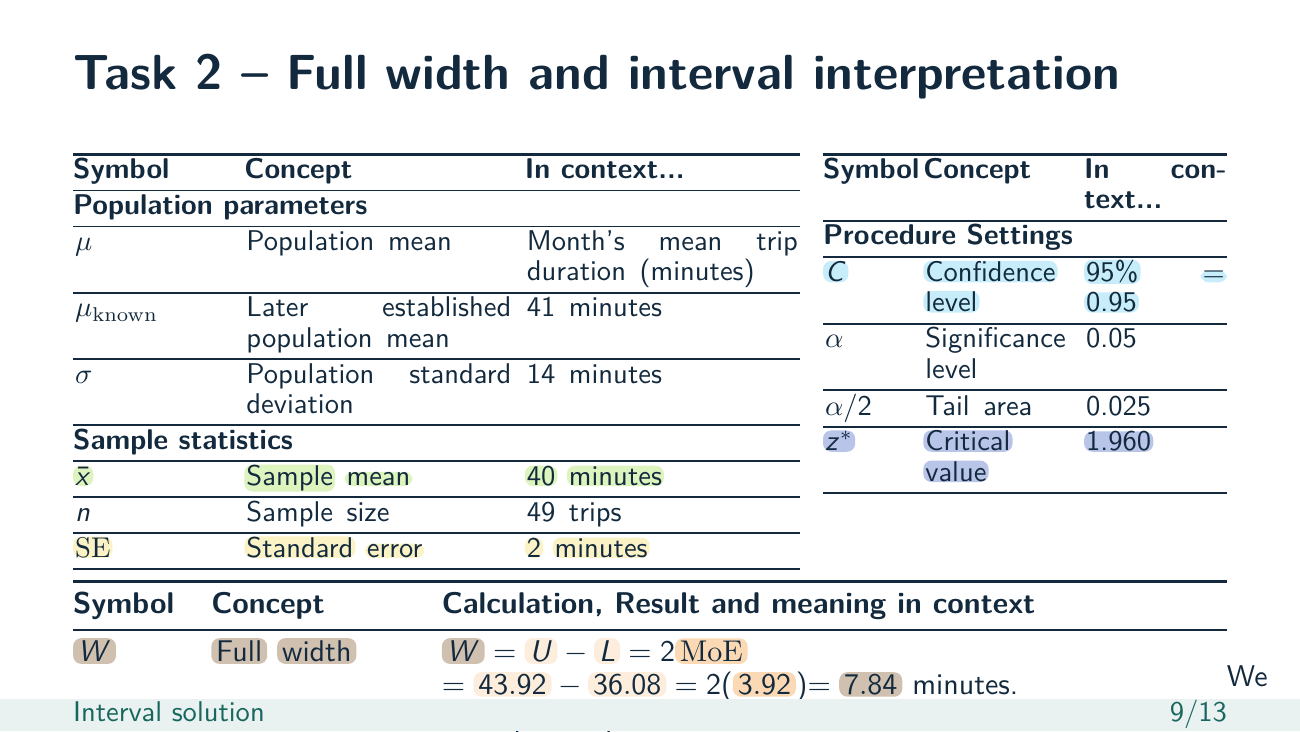 Task 2 – Full width and interval interpretation
Symbol Concept In context...
Population parameters
μ Population mean Month's mean trip
duration (minutes)
μknown Later established 41 minutes
population mean
σ Population standard 14 minutes
deviation
Sample statistics
x̄ Sample mean 40 minutes
n Sample size 49 trips
SE Standard error 2 minutes
Symbol Concept In con-
text...
Procedure Settings
C Confidence 95% =
level 0.95
α Significance 0.05
level
α/2 Tail area 0.025
z* Critical 1.960
value
Symbol Concept Calculation, Result and meaning in context
W Full width W = U − L = 2MoE
= 43.92 − 36.08 = 2(3.92)= 7.84 minutes.
We
Interval solution 9/13